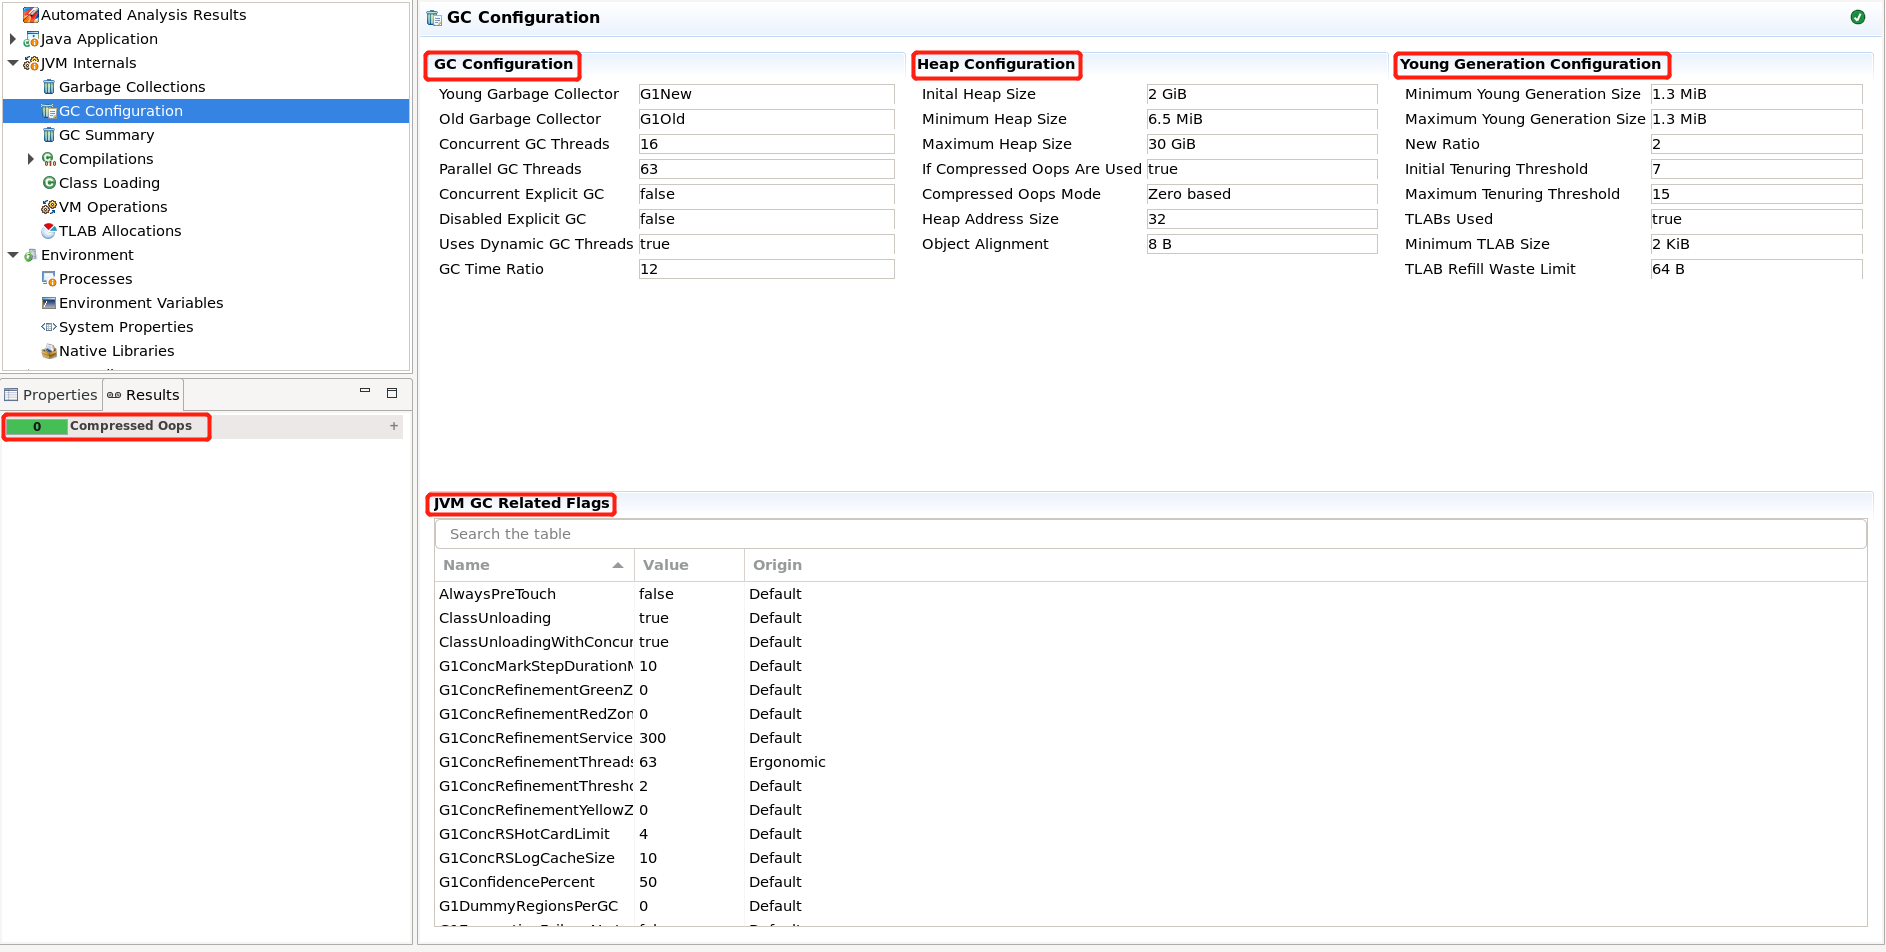 Automated Analysis Results
Java Application
JVM Internals
Garbage Collections
GC Configuration
GC Summary
Compilations
Class Loading
VM Operations
TLAB Allocations
Environment
Processes
Environment Variables
System Properties
Native Libraries
Properties
Results
0 Compressed Oops +
GC Configuration
GC Configuration
Young Garbage Collector G1New
Old Garbage Collector G1Old
Concurrent GC Threads 16
Parallel GC Threads 63
Concurrent Explicit GC false
Disabled Explicit GC false
Uses Dynamic GC Threads true
GC Time Ratio 12
Heap Configuration
Inital Heap Size 2 GiB
Minimum Heap Size 6.5 MiB
Maximum Heap Size 30 GiB
If Compressed Oops Are Used true
Compressed Oops Mode Zero based
Heap Address Size 32
Object Alignment 8 B
Young Generation Configuration
Minimum Young Generation Size 1.3 MiB
Maximum Young Generation Size 1.3 MiB
New Ratio 2
Initial Tenuring Threshold 7
Maximum Tenuring Threshold 15
TLABs Used true
Minimum TLAB Size 2 KiB
TLAB Refill Waste Limit 64 B
JVM GC Related Flags
Search the table
Name Value Origin
AlwaysPreTouch false Default
ClassUnloading true Default
ClassUnloadingWithConcur true Default
G1ConcMarkStepDurationM 10 Default
G1ConcRefinementGreenZ 0 Default
G1ConcRefinementRedZon 0 Default
G1ConcRefinementService 300 Default
G1ConcRefinementThreads 63 Ergonomic
G1ConcRefinementThresho 2 Default
G1ConcRefinementYellowZ 0 Default
G1ConcRSHotCardLimit 4 Default
G1ConcRSLogCacheSize 10 Default
G1ConfidencePercent 50 Default
G1DummyRegionsPerGC 0 Default